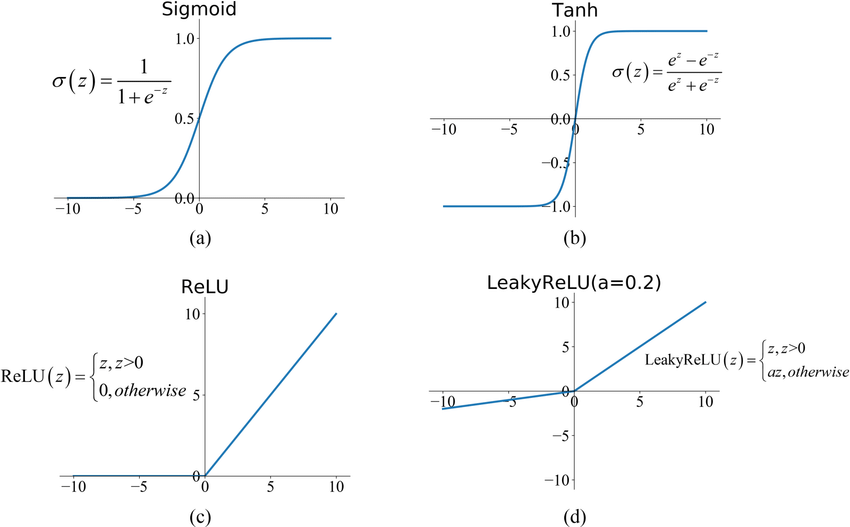 Sigmoid
σ(z) = 1 / (1 + e^{-z})
1.0
0.5
0.0
−10 −5 0 5 10
(a)
Tanh
σ(z) = (e^z − e^{-z}) / (e^z + e^{-z})
1.0
0.5
0.0
−0.5
−1.0
−10 −5 0 5 10
(b)
ReLU
ReLU(z) = { z, z>0
0, otherwise
10
5
0
−10 −5 0 5 10
(c)
LeakyReLU(a=0.2)
LeakyReLU(z) = { z, z>0
az, otherwise
10
5
0
−5
−10
−10 −5 0 5 10
(d)